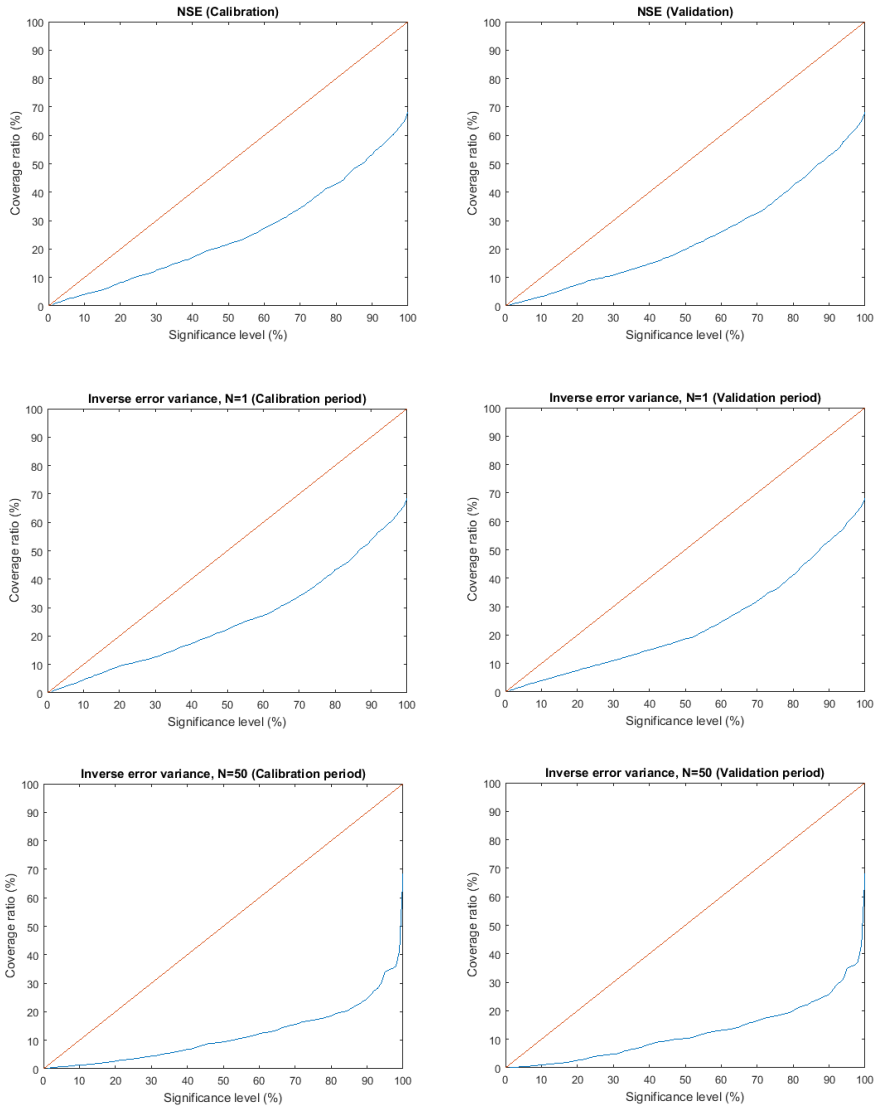 NSE (Calibration)
100
90
80
70
60
50
40
30
20
10
0
Coverage ratio (%)
0 10 20 30 40 50 60 70 80 90 100
Significance level (%)
NSE (Validation)
100
90
80
70
60
50
40
30
20
10
0
Coverage ratio (%)
0 10 20 30 40 50 60 70 80 90 100
Significance level (%)
Inverse error variance, N=1 (Calibration period)
100
90
80
70
60
50
40
30
20
10
0
Coverage ratio (%)
0 10 20 30 40 50 60 70 80 90 100
Significance level (%)
Inverse error variance, N=1 (Validation period)
100
90
80
70
60
50
40
30
20
10
0
Coverage ratio (%)
0 10 20 30 40 50 60 70 80 90 100
Significance level (%)
Inverse error variance, N=50 (Calibration period)
100
90
80
70
60
50
40
30
20
10
0
Coverage ratio (%)
0 10 20 30 40 50 60 70 80 90 100
Significance level (%)
Inverse error variance, N=50 (Validation period)
100
90
80
70
60
50
40
30
20
10
0
Coverage ratio (%)
0 10 20 30 40 50 60 70 80 90 100
Significance level (%)